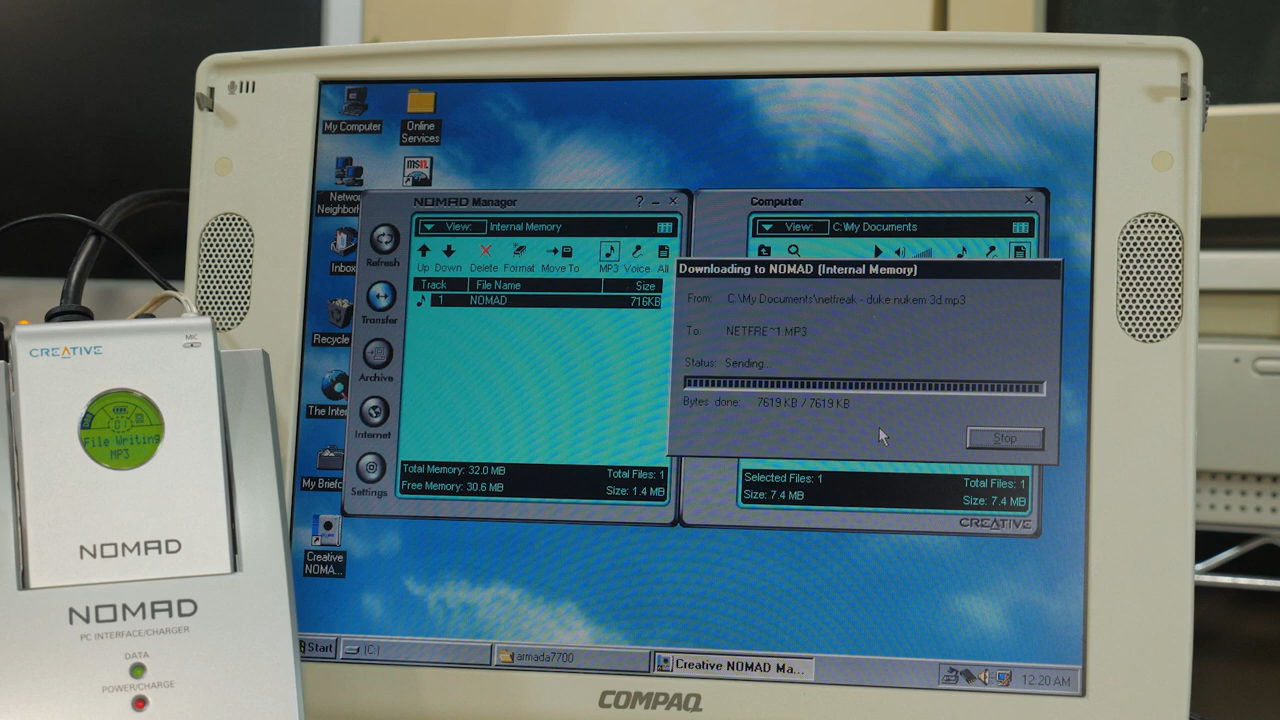 My Computer
Online
Services
msn
Networ
Neighborh
Inbox
Recycle
The Inter
My Briefc
Creative
NOMA...
NOMAD Manager
? _ X
View: Internal Memory
Up Down Delete Format Move To MP3 Voice All
Track File Name Size
1 NOMAD 716KB
Refresh
Transfer
Archive
Internet
Settings
Total Memory: 32.0 MB Total Files: 1
Free Memory: 30.6 MB Size: 1.4 MB
Computer
X
View: C:\My Documents
Downloading to NOMAD (Internal Memory)
From: C:\My Documents\netfreak - duke nukem 3d.mp3
To: NETFRE~1.MP3
Status: Sending...
Bytes done: 7619 KB / 7619 KB
Stop
Selected Files: 1 Total Files: 1
Size: 7.4 MB Size: 7.4 MB
CREATIVE
Start (C:) armada7700 Creative NOMAD Ma... 12:20 AM
COMPAQ
CREATIVE
MIC
01
File Writing
MP3
NOMAD
NOMAD
PC INTERFACE/CHARGER
DATA
POWER/CHARGE